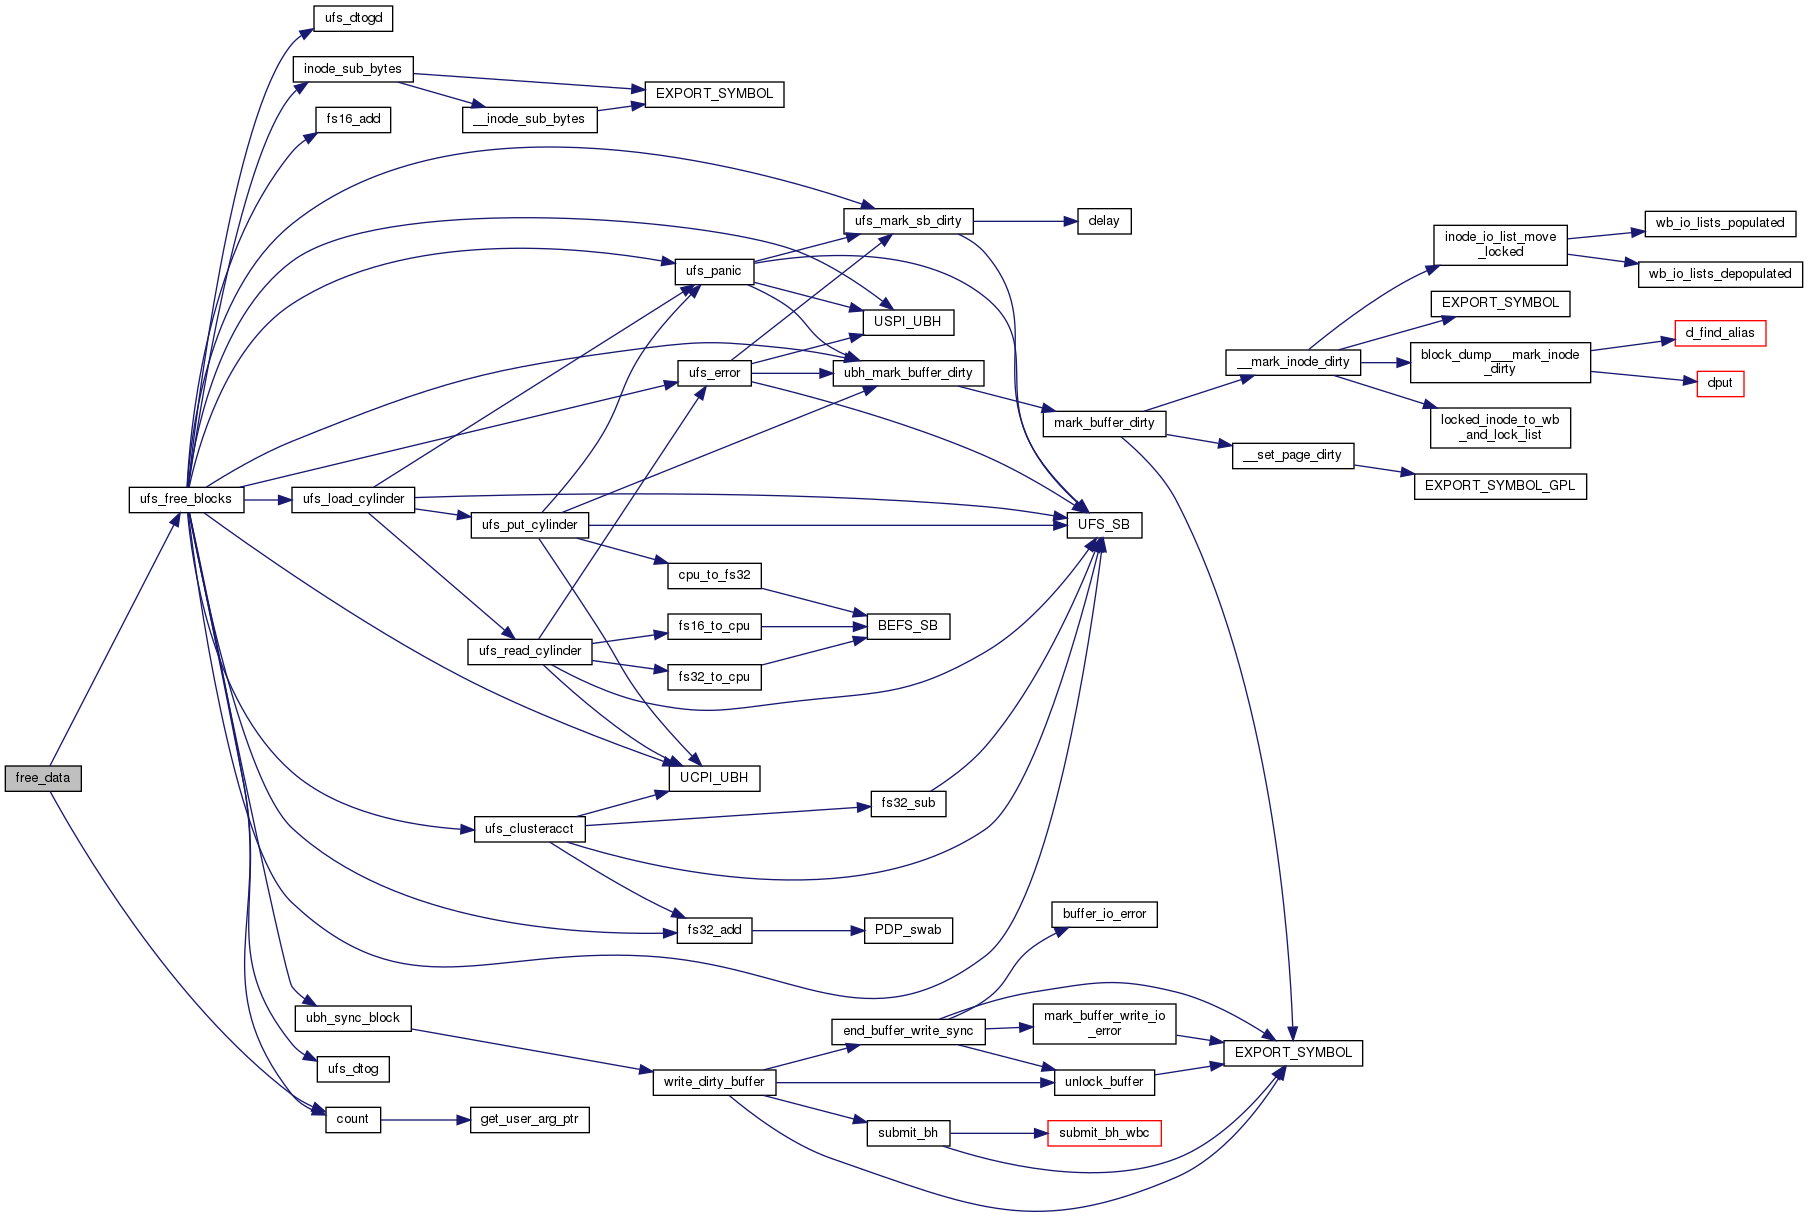 ufs_dtogd
inode_sub_bytes
EXPORT_SYMBOL
fs16_add
__inode_sub_bytes
ufs_mark_sb_dirty
delay
wb_io_lists_populated
inode_io_list_move
_locked
wb_io_lists_depopulated
ufs_panic
EXPORT_SYMBOL
USPI_UBH
d_find_alias
block_dump___mark_inode
_dirty
__mark_inode_dirty
ufs_error
ubh_mark_buffer_dirty
dput
mark_buffer_dirty
locked_inode_to_wb
_and_lock_list
__set_page_dirty
EXPORT_SYMBOL_GPL
ufs_free_blocks
ufs_load_cylinder
ufs_put_cylinder
UFS_SB
cpu_to_fs32
fs16_to_cpu
BEFS_SB
ufs_read_cylinder
fs32_to_cpu
free_data
UCPI_UBH
fs32_sub
ufs_clusteracct
buffer_io_error
fs32_add
PDP_swab
ubh_sync_block
end_buffer_write_sync
mark_buffer_write_io
_error
EXPORT_SYMBOL
ufs_dtog
write_dirty_buffer
unlock_buffer
count
get_user_arg_ptr
submit_bh
submit_bh_wbc